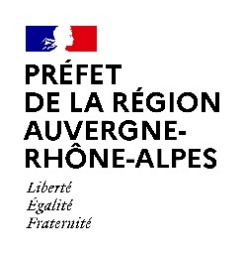 PRÉFET
DE LA RÉGION
AUVERGNE-
RHÔNE-ALPES
Liberté
Égalité
Fraternité